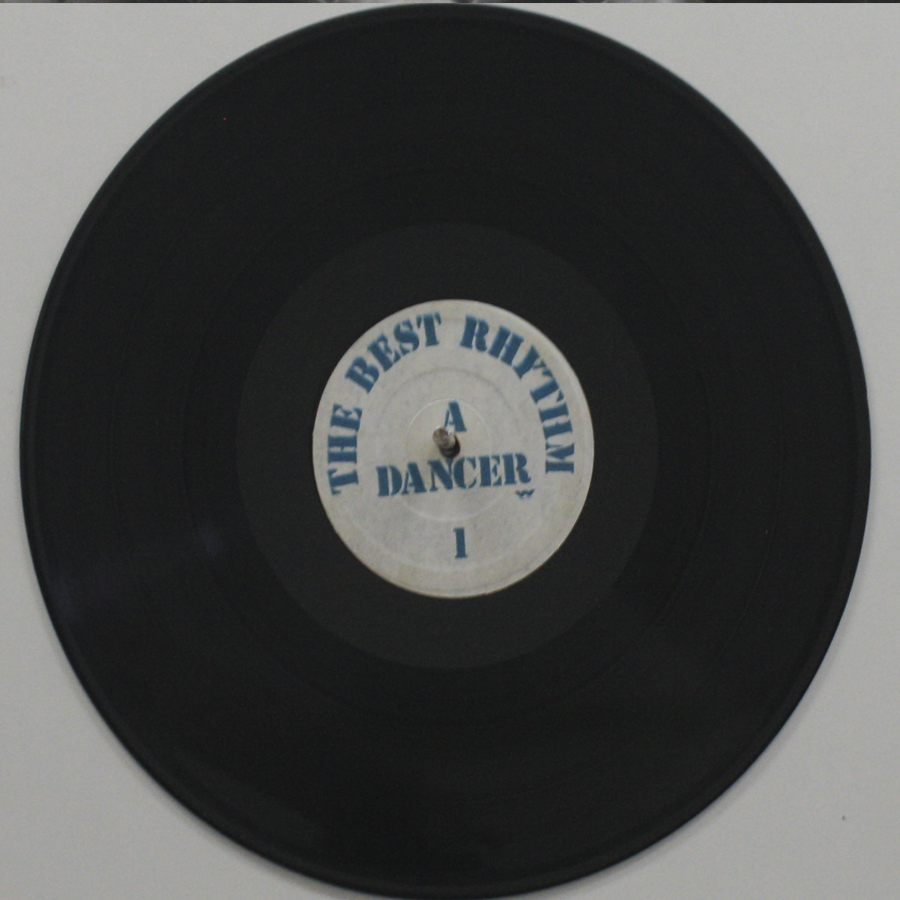 THE BEST RHYTHM
A
DANCER
1